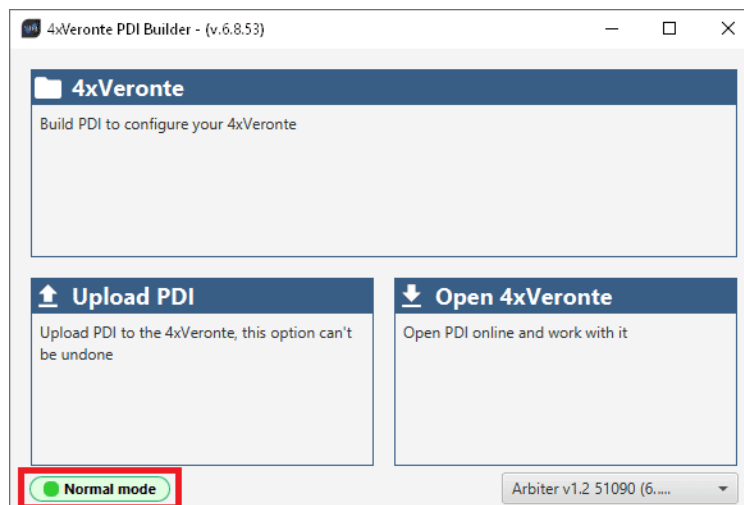 4xVeronte PDI Builder - (v.6.8.53)
4xVeronte
Build PDI to configure your 4xVeronte
Upload PDI
Upload PDI to the 4xVeronte, this option can't
be undone
Open 4xVeronte
Open PDI online and work with it
Normal mode
Arbiter v1.2 51090 (6.....